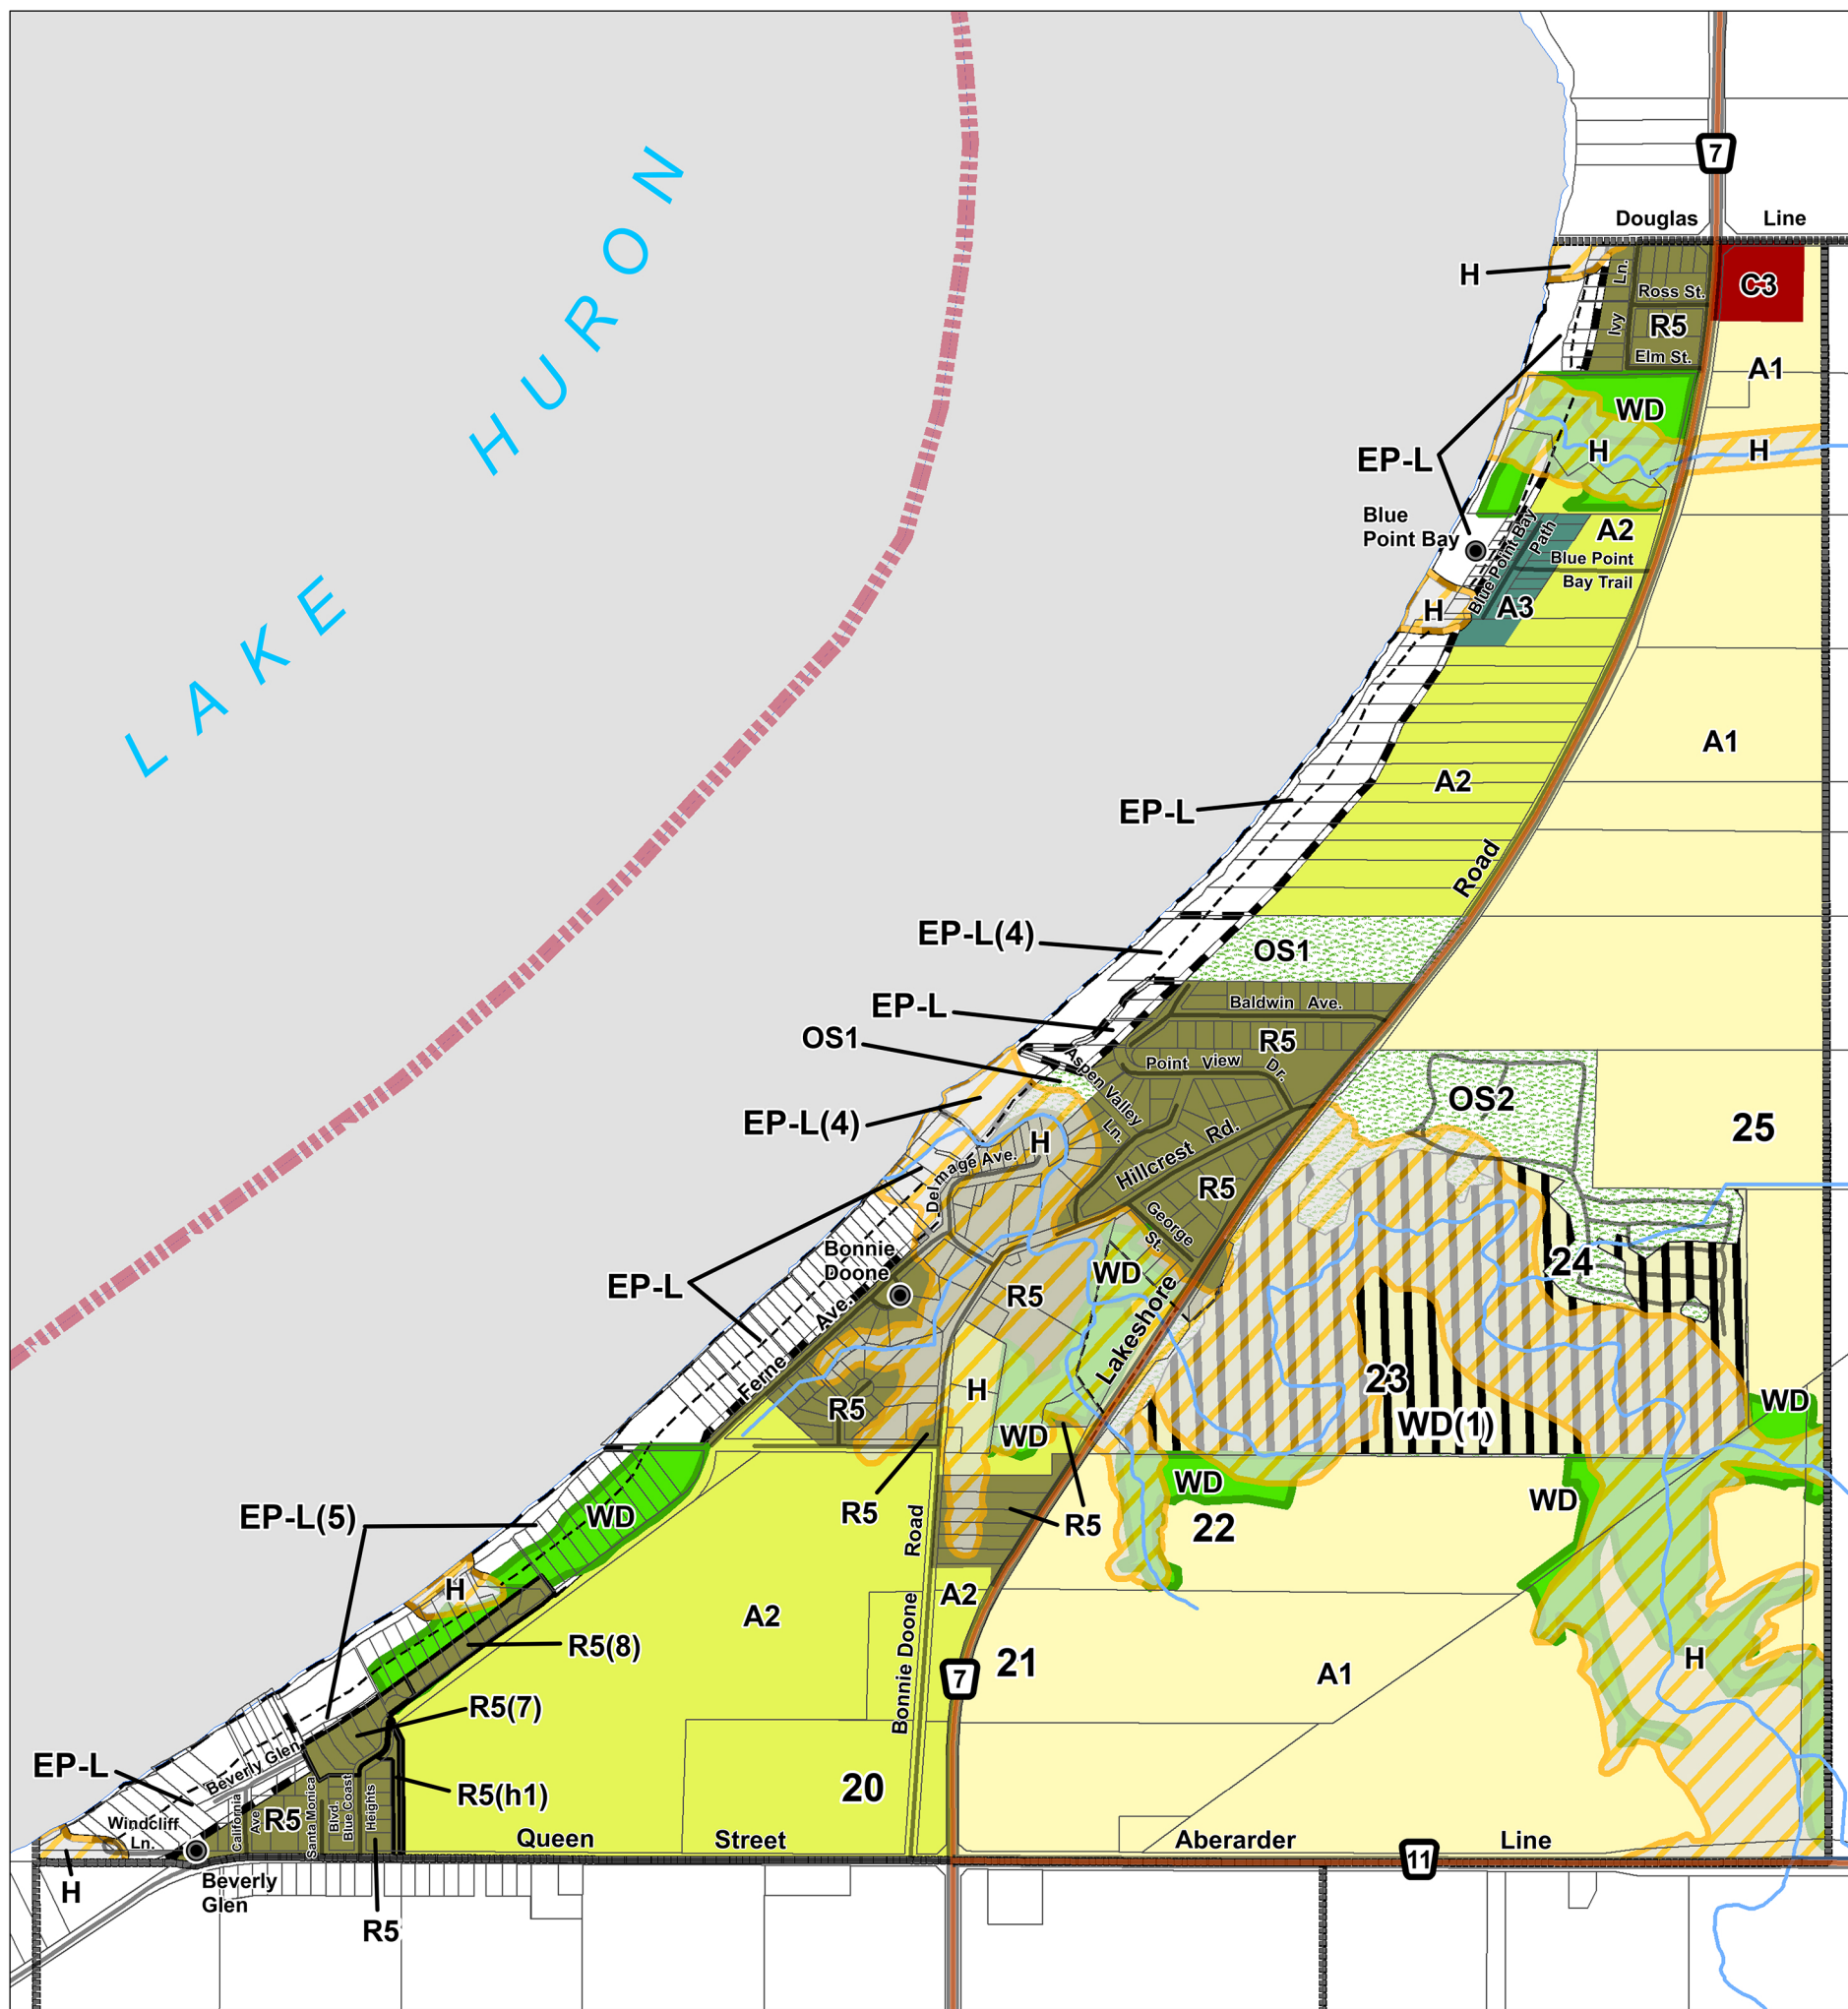 LAKE HURON
7
Douglas Line
H
Ivy Ln.
Ross St.
C3
R5
Elm St.
A1
WD
H
H
EP-L
Blue
Point Bay
Blue Point Bay
Path
A2
Blue Point
Bay Trail
H
A3
A1
A2
EP-L
Road
EP-L(4)
OS1
EP-L
Baldwin Ave.
OS1
R5
Aspen Valley
Ln.
Point View Dr.
OS2
EP-L(4)
25
H
Hillcrest Rd.
Delmage Ave.
R5
George
St.
Bonnie
Doone
24
WD
EP-L
R5
Lakeshore
Ferne Ave.
23
H
WD
R5
WD(1)
WD
WD
WD
EP-L(5)
WD
R5
R5
22
Road
H
A2
A2
R5(8)
21
H
A1
7
Bonnie Doone
R5(7)
EP-L
Beverly Glen
R5(h1)
20
Windcliff
Ln.
California
Ave
R5
Santa Monica
Blvd.
Blue Coast
Heights
Queen Street
Aberarder Line
11
H
Beverly
Glen
R5